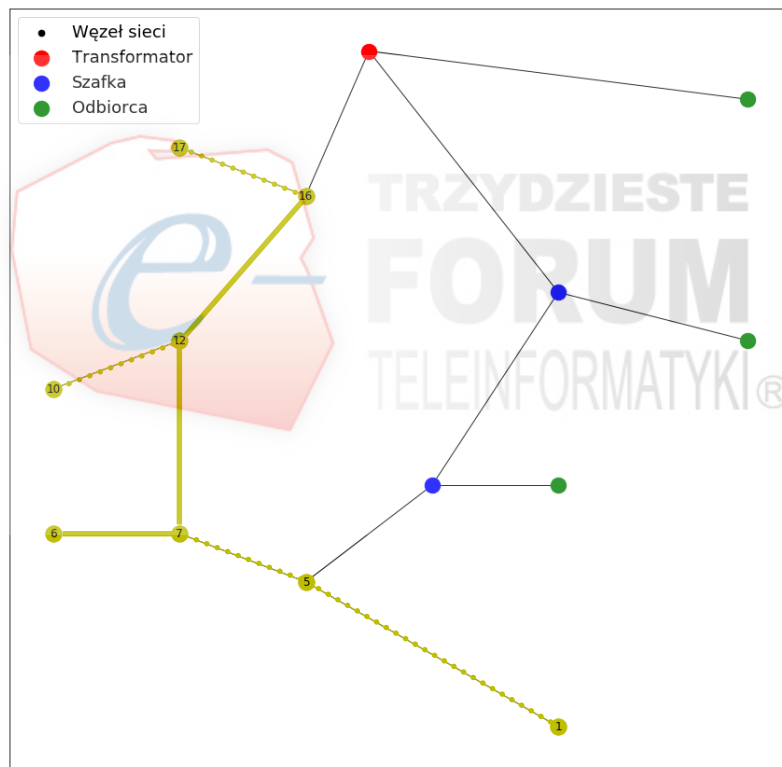 Węzeł sieci
Transformator
Szafka
Odbiorca
17
16
TRZYDZIESTE
e-
FORUM
12
TELEINFORMATYKI®
10
6
7
5
1